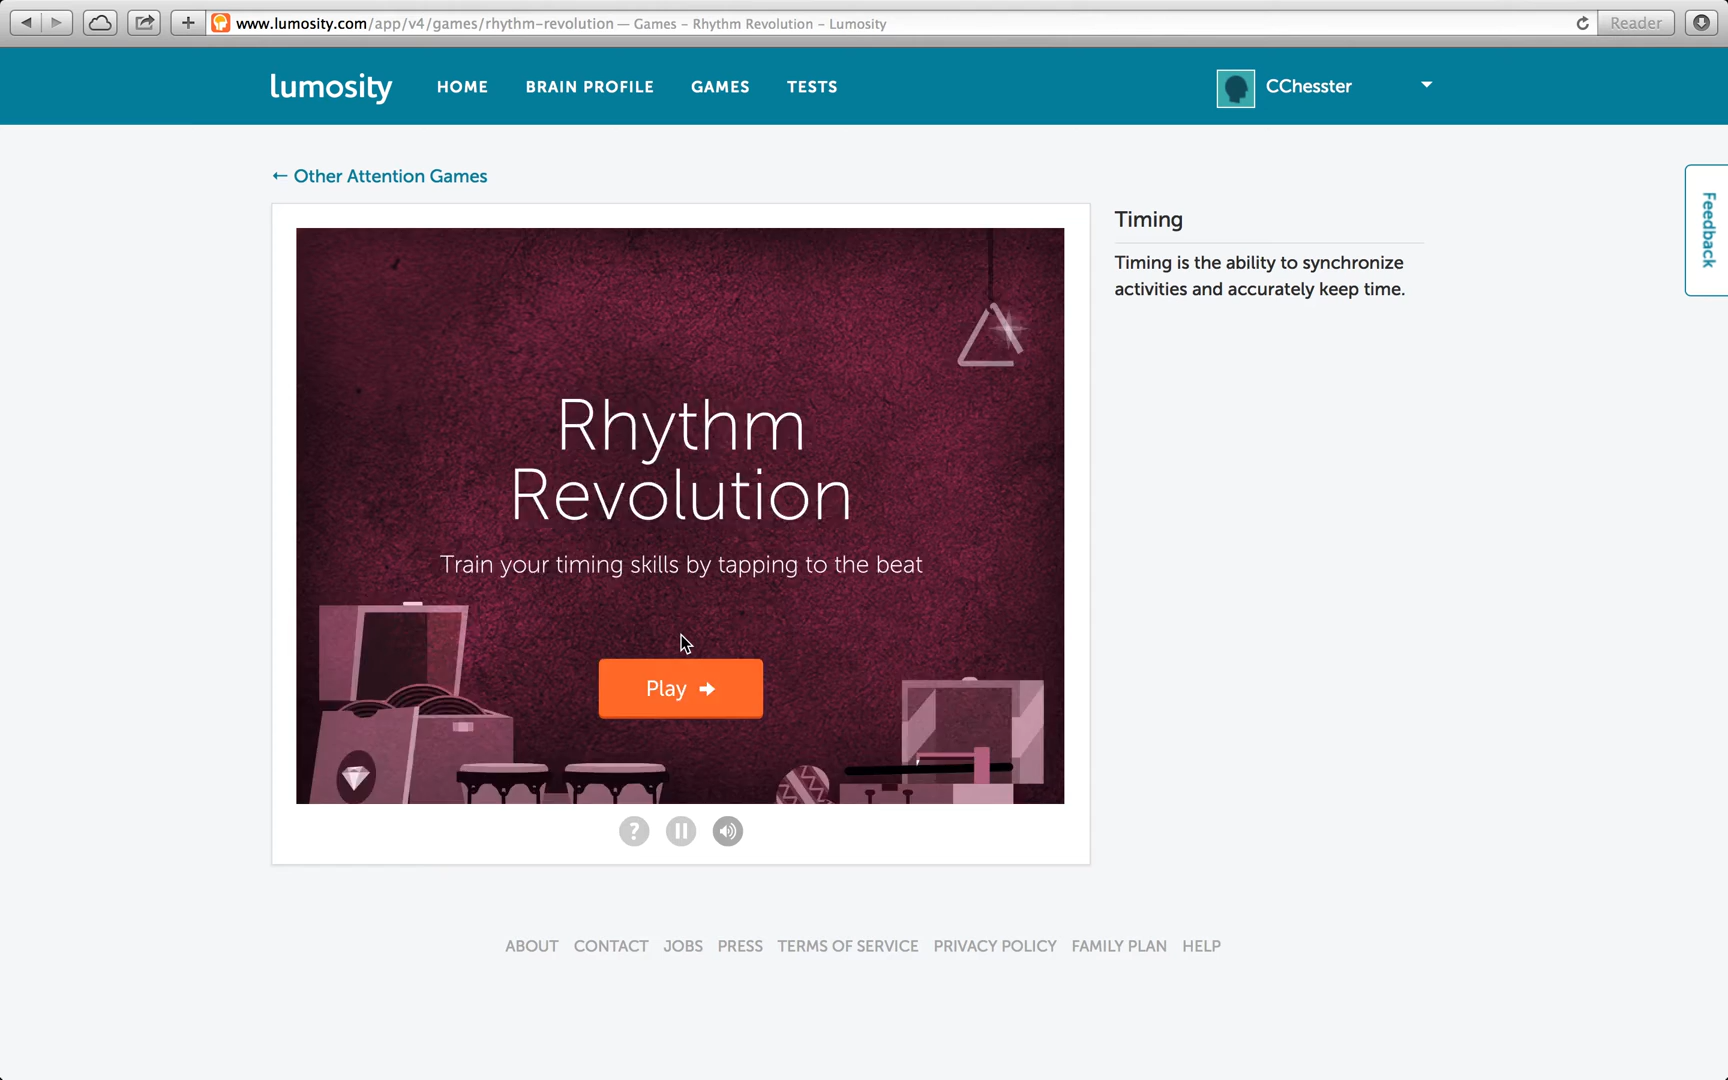 www.lumosity.com/app/v4/games/rhythm-revolution — Games – Rhythm Revolution – Lumosity
Reader
lumosity HOME BRAIN PROFILE GAMES TESTS CChesster
← Other Attention Games
Feedback
Timing
Timing is the ability to synchronize
activities and accurately keep time.
Rhythm
Revolution
Train your timing skills by tapping to the beat
Play
?
ABOUT CONTACT JOBS PRESS TERMS OF SERVICE PRIVACY POLICY FAMILY PLAN HELP